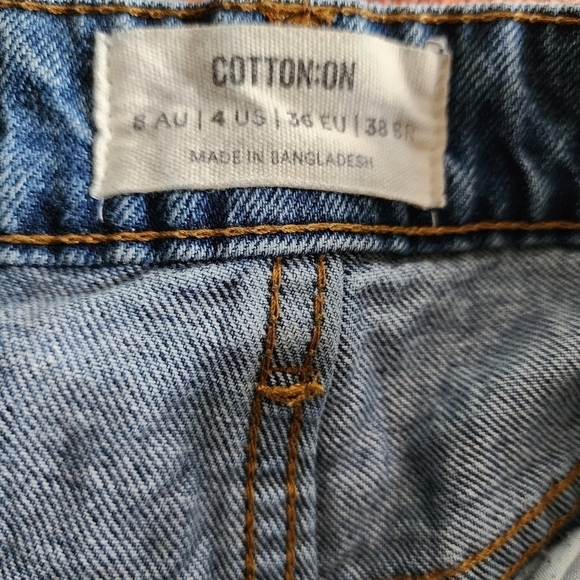 COTTON:ON
8 AU | 4 US | 36 EU | 38 BR
MADE IN BANGLADESH